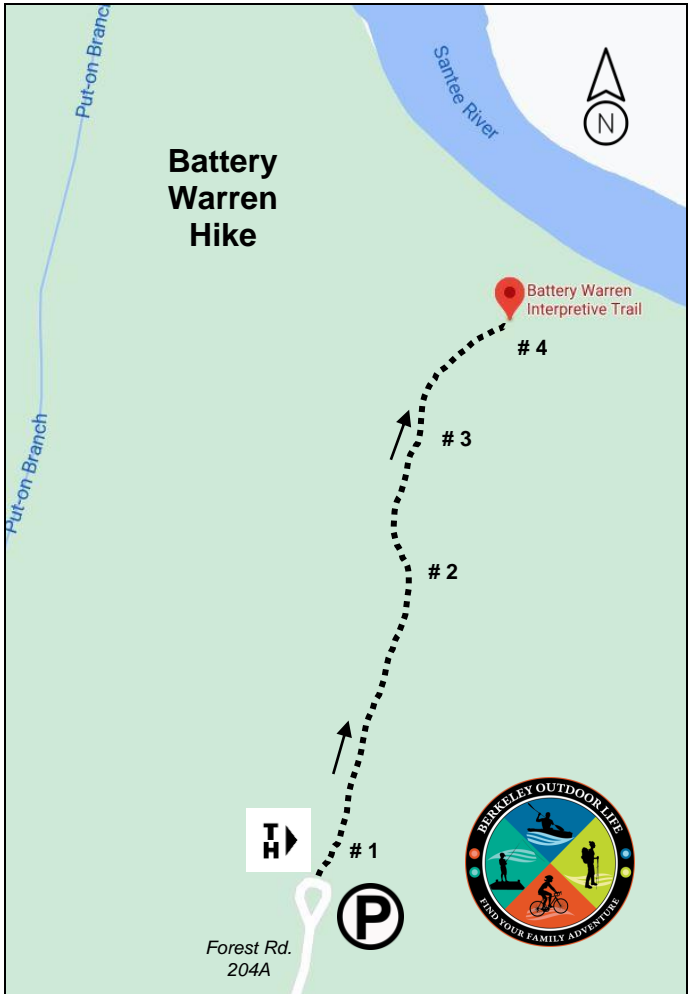 Put-on Branch
Santee River
N
Battery
Warren
Hike
Battery Warren
Interpretive Trail
# 4
# 3
Put-on Branch
# 2
TH
# 1
P
Forest Rd.
204A
BERKELEY OUTDOOR LIFE
FIND YOUR FAMILY ADVENTURE